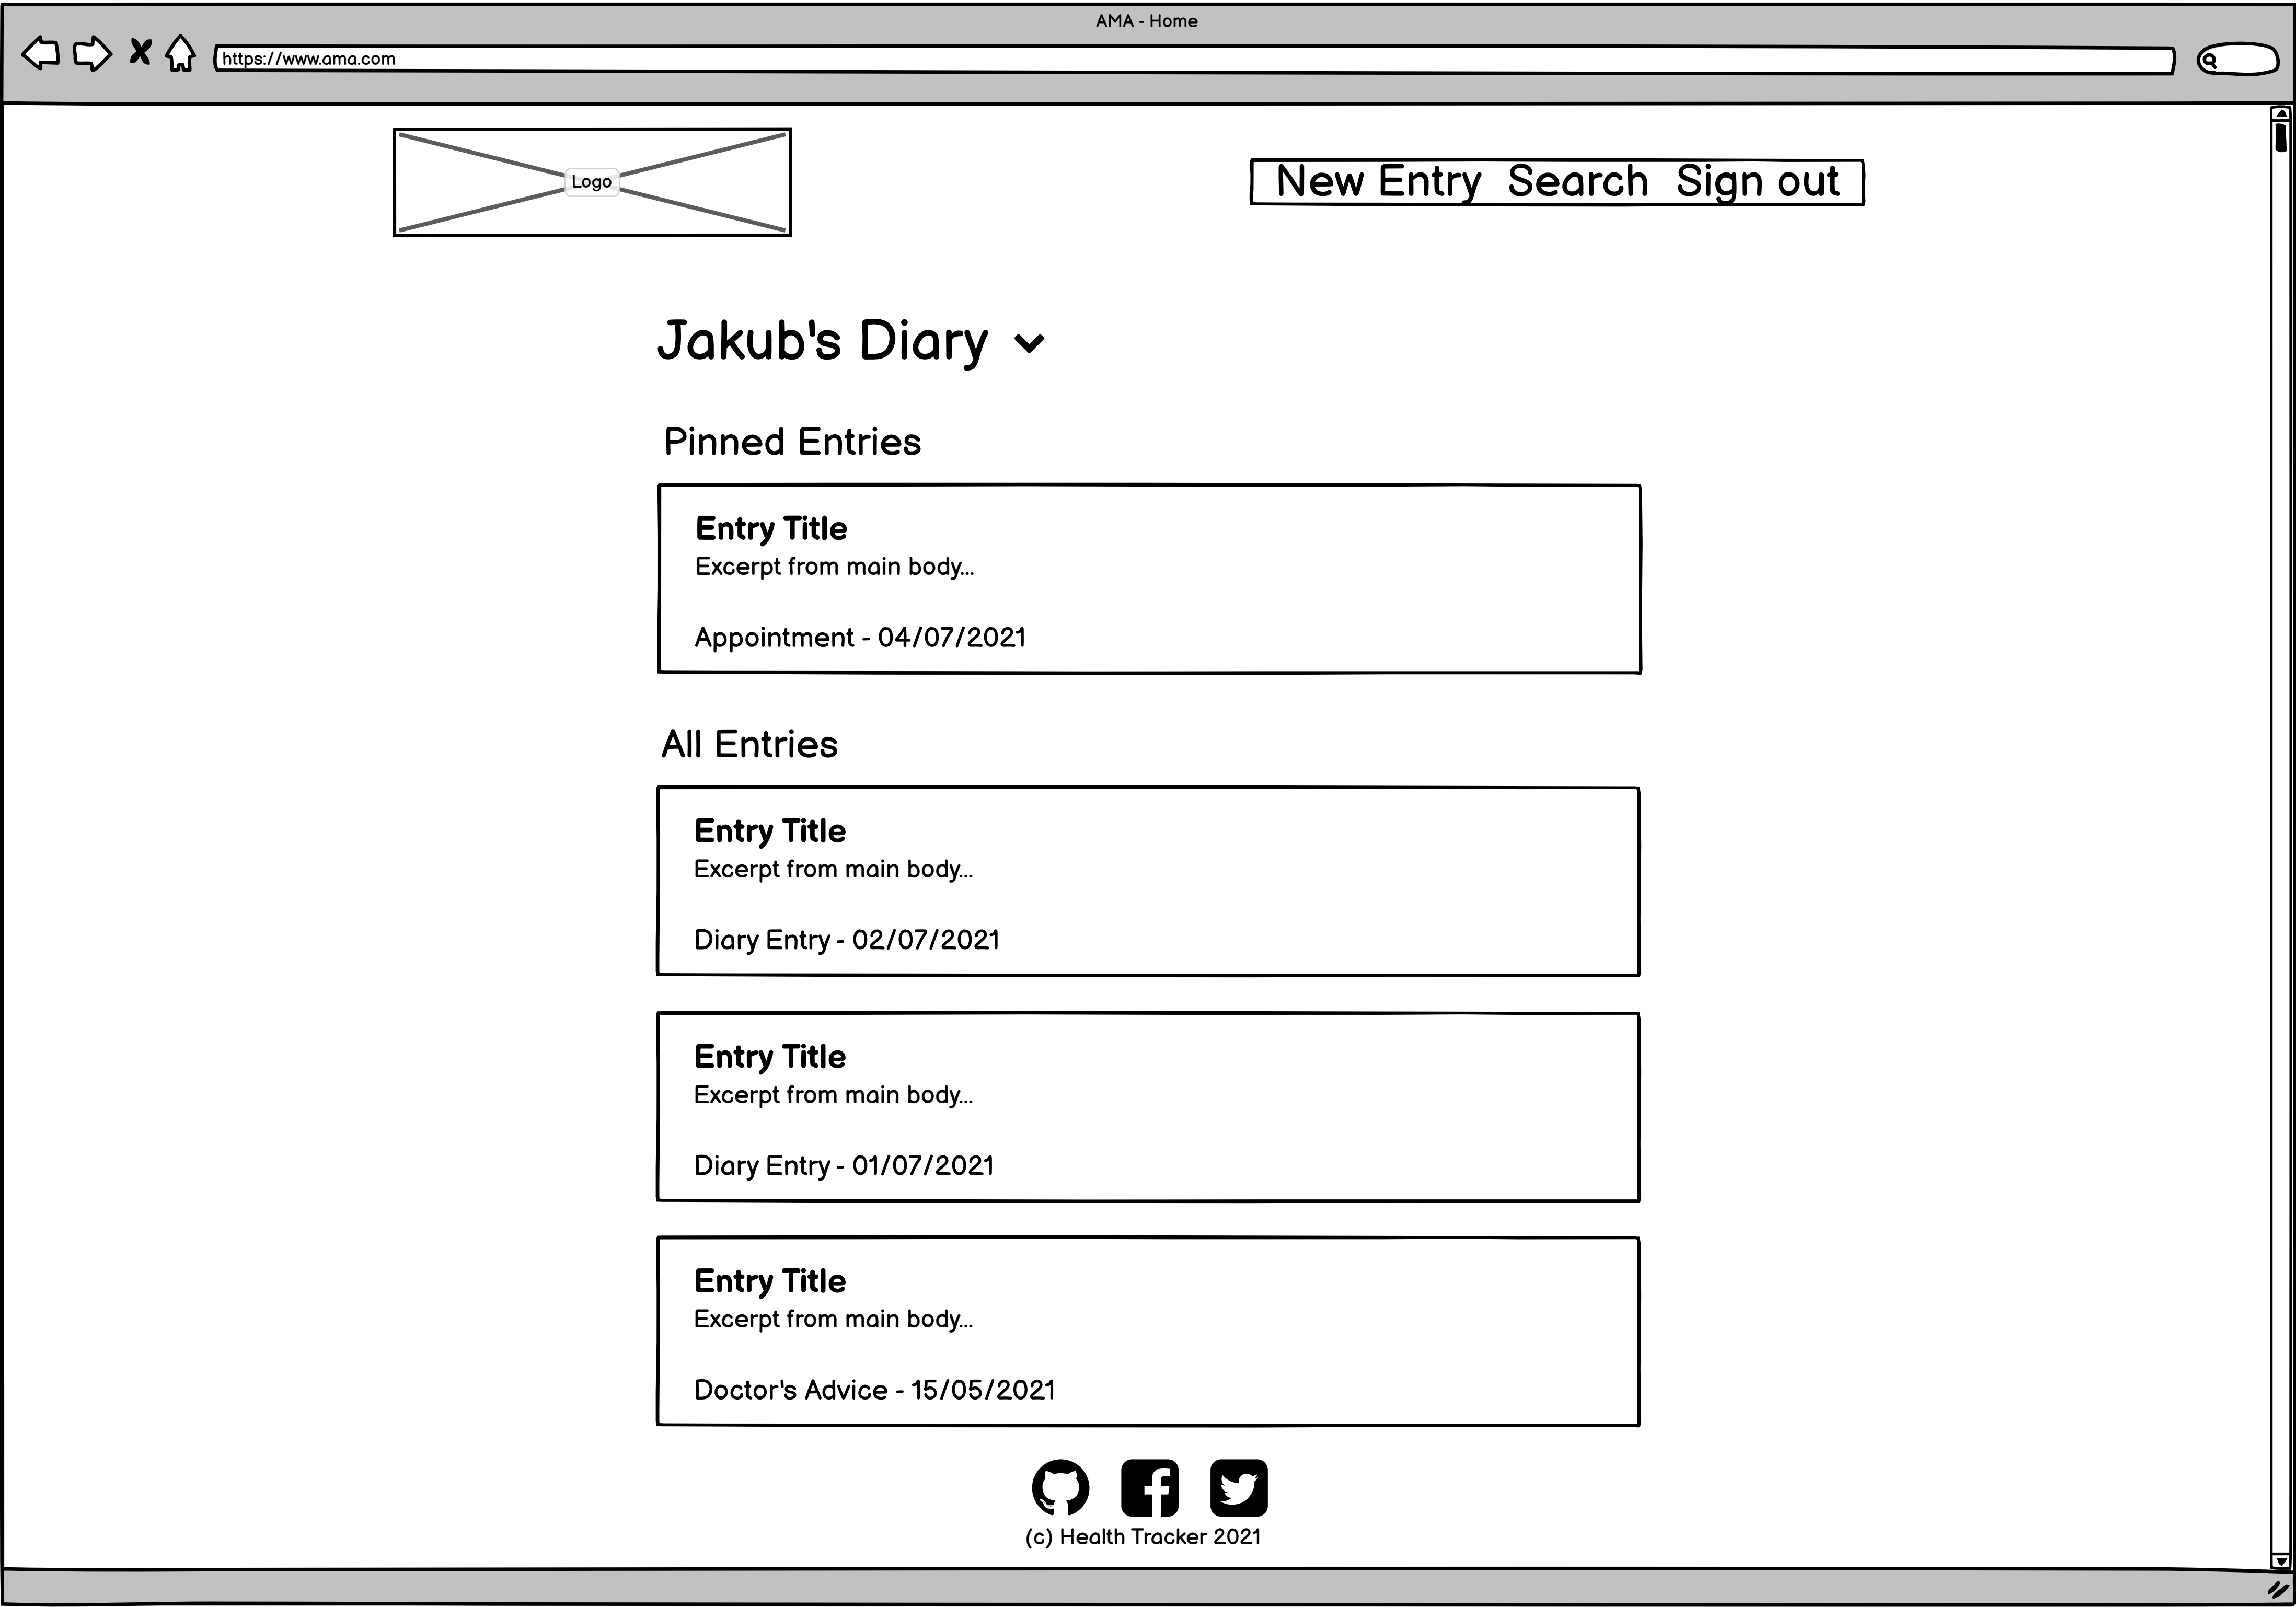 AMA - Home
https://www.ama.com
Logo
New Entry Search Sign out
Jakub's Diary
Pinned Entries
Entry Title
Excerpt from main body...
Appointment - 04/07/2021
All Entries
Entry Title
Excerpt from main body...
Diary Entry - 02/07/2021
Entry Title
Excerpt from main body...
Diary Entry - 01/07/2021
Entry Title
Excerpt from main body...
Doctor's Advice - 15/05/2021
(c) Health Tracker 2021